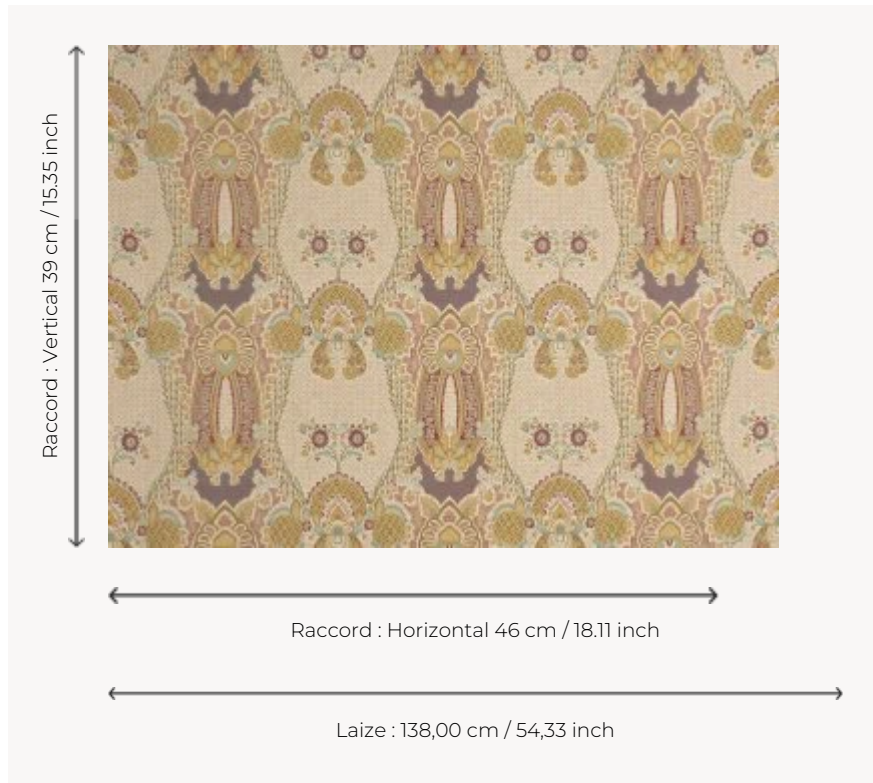 Raccord : Vertical 39 cm / 15.35 inch
Raccord : Horizontal 46 cm / 18.11 inch
Laize : 138,00 cm / 54,33 inch